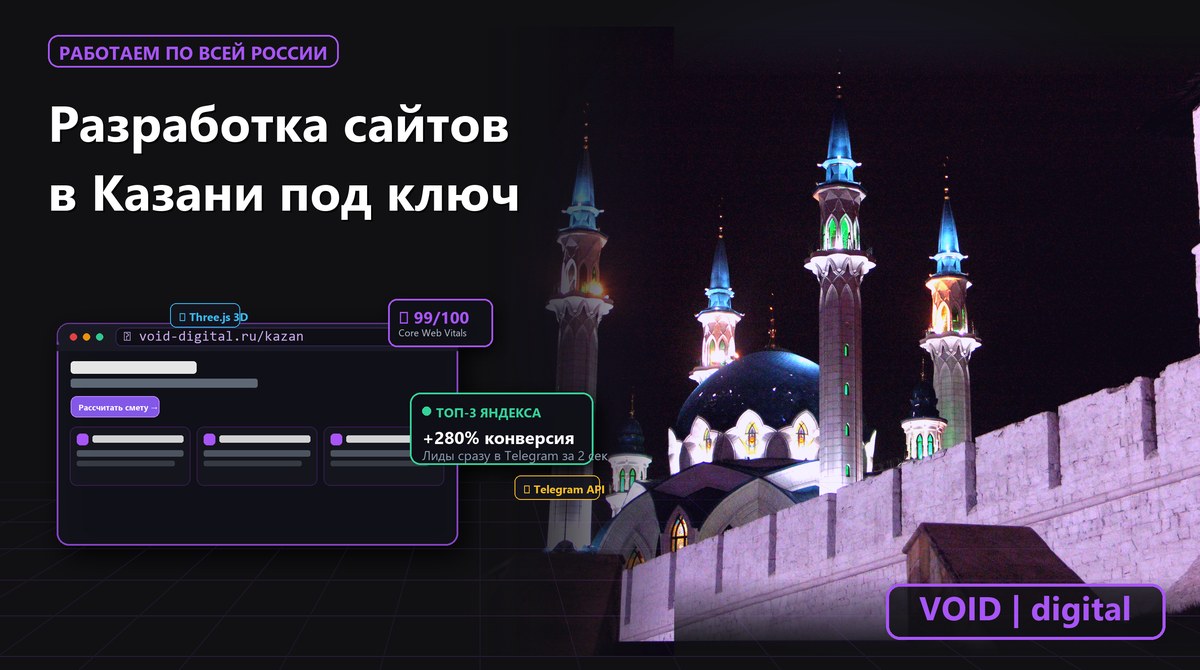 РАБОТАЕМ ПО ВСЕЙ РОССИИ
Разработка сайтов
в Казани под ключ
Three.js 3D
99/100
Core Web Vitals
void-digital.ru/kazan
Рассчитать смету →
ТОП-3 ЯНДЕКСА
+280% конверсия
Лиды сразу в Telegram за 2 сек
Telegram API
VOID | digital